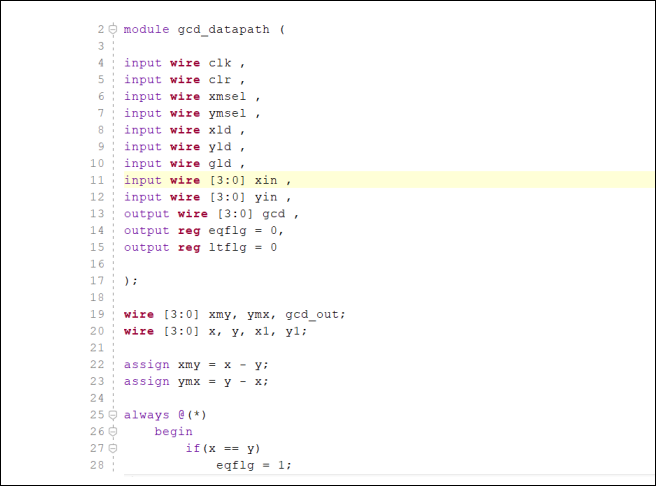 2 module gcd_datapath (
3
4 input wire clk ,
5 input wire clr ,
6 input wire xmsel ,
7 input wire ymsel ,
8 input wire xld ,
9 input wire yld ,
10 input wire gld ,
11 input wire [3:0] xin ,
12 input wire [3:0] yin ,
13 output wire [3:0] gcd ,
14 output reg eqflg = 0,
15 output reg ltflg = 0
16
17 );
18
19 wire [3:0] xmy, ymx, gcd_out;
20 wire [3:0] x, y, x1, y1;
21
22 assign xmy = x - y;
23 assign ymx = y - x;
24
25 always @(*)
26 begin
27 if(x == y)
28 eqflg = 1;